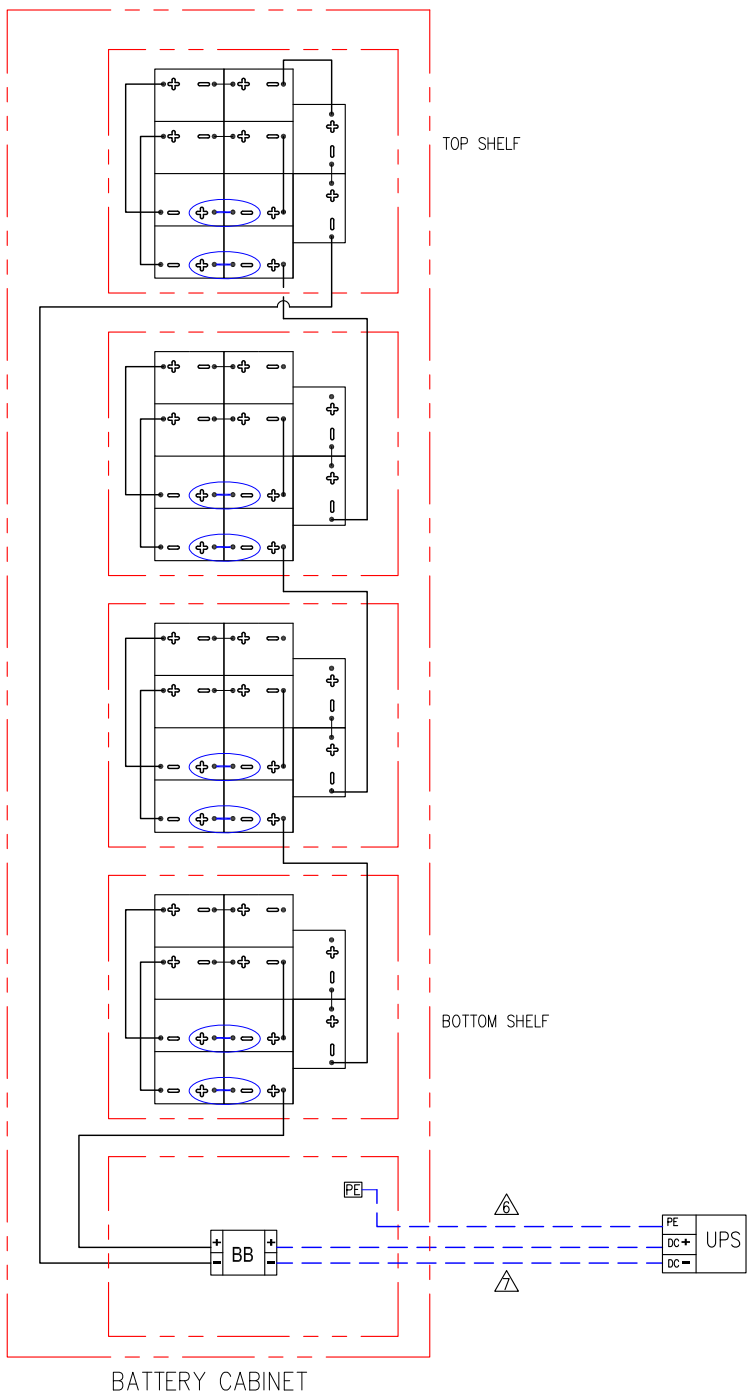 TOP SHELF
BOTTOM SHELF
PE
6
PE
DC +
UPS
+ +
BB
- -
DC -
7
BATTERY CABINET